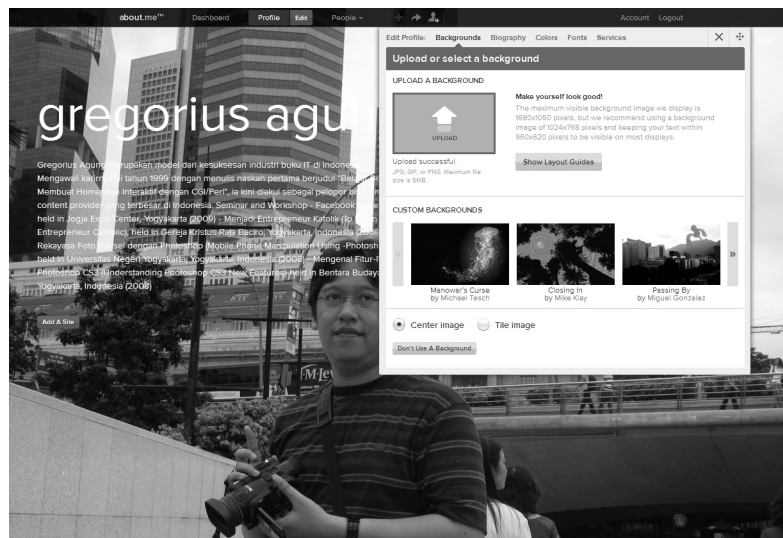 about.me™ Dashboard Profile Edit People
Account Logout
Edit Profile: Backgrounds Biography Colors Fonts Services
Upload or select a background
UPLOAD A BACKGROUND
UPLOAD
Upload successful
JPG, GIF, or PNG. Maximum file
size is 5MB.
Make yourself look good!
The maximum visible background image we display is
1680x1050 pixels, but we recommend using a background
image of 1024x768 pixels and keeping your text within
960x620 pixels to be visible on most displays.
Show Layout Guides
CUSTOM BACKGROUNDS
«
Manowar's Curse
by Michael Tesch
Closing In
by Mike Klay
Passing By
by Miguel Gonzalez
»
Center image Tile image
Don't Use A Background
gregorius agu
Gregorius Agung merupakan model dari kesuksesan industri buku IT di Indone
Mengawali karirnya di tahun 1999 dengan menulis naskah pertama berjudul "Belajar
Membuat Homepage Interaktif dengan CGI/Perl", ia kini diakui sebagai pelopor
content provider yang terbesar di Indonesia. Seminar and Workshop - Facebook
held in Jogja Expo Center, Yogyakarta (2009) - Menjadi Entrepreneur Katolik (To
Entrepreneur Catholic), held in Gereja Kristus Raja Baciro, Yogyakarta, Indonesia
Rekayasa Foto Ponsel dengan Photoshop (Mobile Phone Manipulation Using -Photosh
held in Universitas Negeri Yogyakarta, Yogyakarta, Indonesia (2008) - Mengenal Fitur-F
Photoshop CS3 (Understanding Photoshop CS3 New Features) held in Bentara Buday
Yogyakarta, Indonesia (2008)
Add A Site